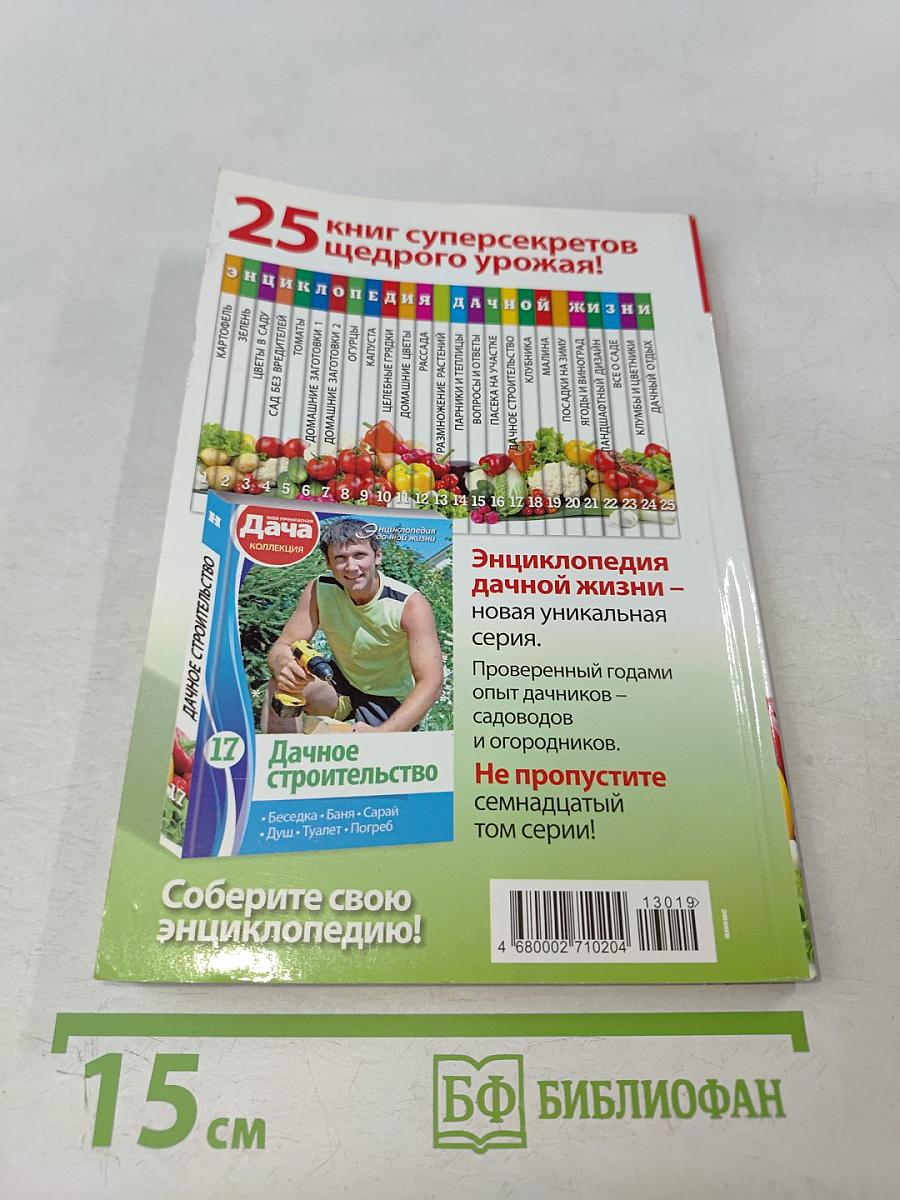 25 книг суперсекретов
щедрого урожая!
ЭНЦИКЛОПЕДИЯ ДАЧНОЙ ЖИЗНИ
КАРТОФЕЛЬ
ЗЕЛЕНЬ
ЦВЕТЫ В САДУ
САД БЕЗ ВРЕДИТЕЛЕЙ
ТОМАТЫ
ДОМАШНИЕ ЗАГОТОВКИ 1
ДОМАШНИЕ ЗАГОТОВКИ 2
ОГУРЦЫ
КАПУСТА
ЦЕЛЕБНЫЕ ГРЯДКИ
ДОМАШНИЕ ЦВЕТЫ
РАССАДА
РАЗМНОЖЕНИЕ РАСТЕНИЙ
ПАРНИКИ И ТЕПЛИЦЫ
ВОПРОСЫ И ОТВЕТЫ
ПАСЕКА НА УЧАСТКЕ
ДАЧНОЕ СТРОИТЕЛЬСТВО
КЛУБНИКА
МАЛИНА
ПОСАДКИ НА ЗИМУ
ЯГОДЫ И ВИНОГРАД
ЛАНДШАФТНЫЙ ДИЗАЙН
ВСЕ О САДЕ
КЛУМБЫ И ЦВЕТНИКИ
ДАЧНЫЙ ОТДЫХ
1 2 3 4 5 6 7 8 9 10 11 12 13 14 15 16 17 18 19 20 21 22 23 24 25
Н
ДАЧНОЕ СТРОИТЕЛЬСТВО
17
МОЯ ПРЕКРАСНАЯ
Дача
КОЛЛЕКЦИЯ
Энциклопедия
дачной жизни
17
Дачное
строительство
• Беседка • Баня • Сарай
• Душ • Туалет • Погреб
Энциклопедия
дачной жизни –
новая уникальная
серия.
Проверенный годами
опыт дачников –
садоводов
и огородников.
Не пропустите
семнадцатый
том серии!
Соберите свою
энциклопедию!
13019>
4 680002 710204
15 см
БФ БИБЛИОФАН